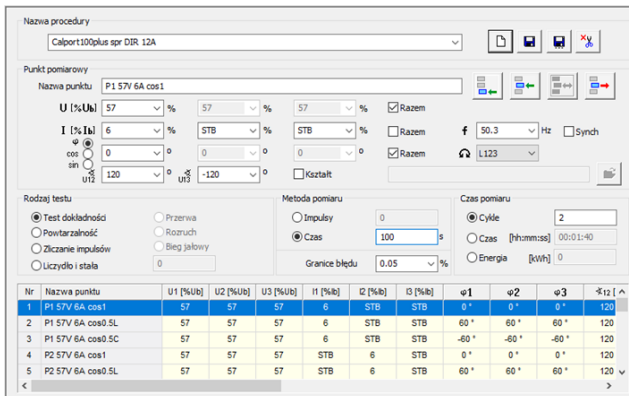 Nazwa procedury
Calport100plus spr DIR 12A
Punkt pomiarowy
Nazwa punktu P1 57V 6A cos1
U [%Ub] 57 % 57 % 57 % Razem
I [%Ib] 6 % STB % STB % Razem f 50.3 Hz Synch
φ
cos 0 ° 0 ° 0 ° Razem L123
sin
U12 120 ° U13 -120 ° Kształt
Rodzaj testu Metoda pomiaru Czas pomiaru
Test dokładności Przerwa Impulsy 0 Cykle 2
Powtarzalność Rozruch
Zliczanie impulsów Bieg jałowy Czas 100 s Czas [hh:mm:ss] 00:01:40
Liczydło i stała 0 Granice błędu 0.05 % Energia [kWh] 0
Nr Nazwa punktu U1 [%Ub] U2 [%Ub] U3 [%Ub] I1 [%Ib] I2 [%Ib] I3 [%Ib] φ1 φ2 φ3 ∢12 [
1 P1 57V 6A cos1 57 57 57 6 STB STB 0 ° 0 ° 0 ° 120
2 P1 57V 6A cos0.5L 57 57 57 6 STB STB 60 ° 60 ° 60 ° 120
3 P1 57V 6A cos0.5C 57 57 57 6 STB STB -60 ° -60 ° -60 ° 120
4 P2 57V 6A cos1 57 57 57 STB 6 STB 0 ° 0 ° 0 ° 120
5 P2 57V 6A cos0.5L 57 57 57 STB 6 STB 60 ° 60 ° 60 ° 120